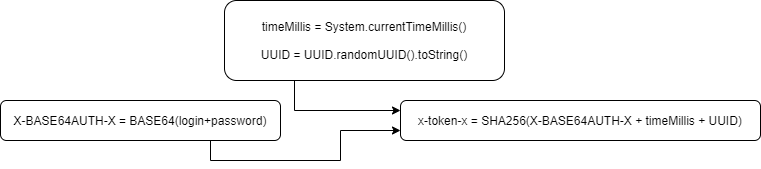 timeMillis = System.currentTimeMillis()
UUID = UUID.randomUUID().toString()
X-BASE64AUTH-X = BASE64(login+password)
x-token-x = SHA256(X-BASE64AUTH-X + timeMillis + UUID)